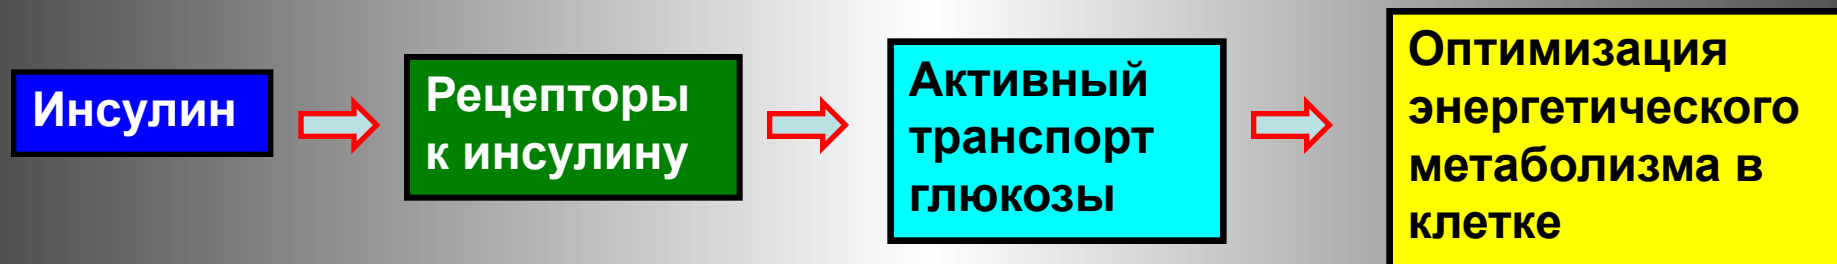 Инсулин
Рецепторы
к инсулину
Активный
транспорт
глюкозы
Оптимизация
энергетического
метаболизма в
клетке